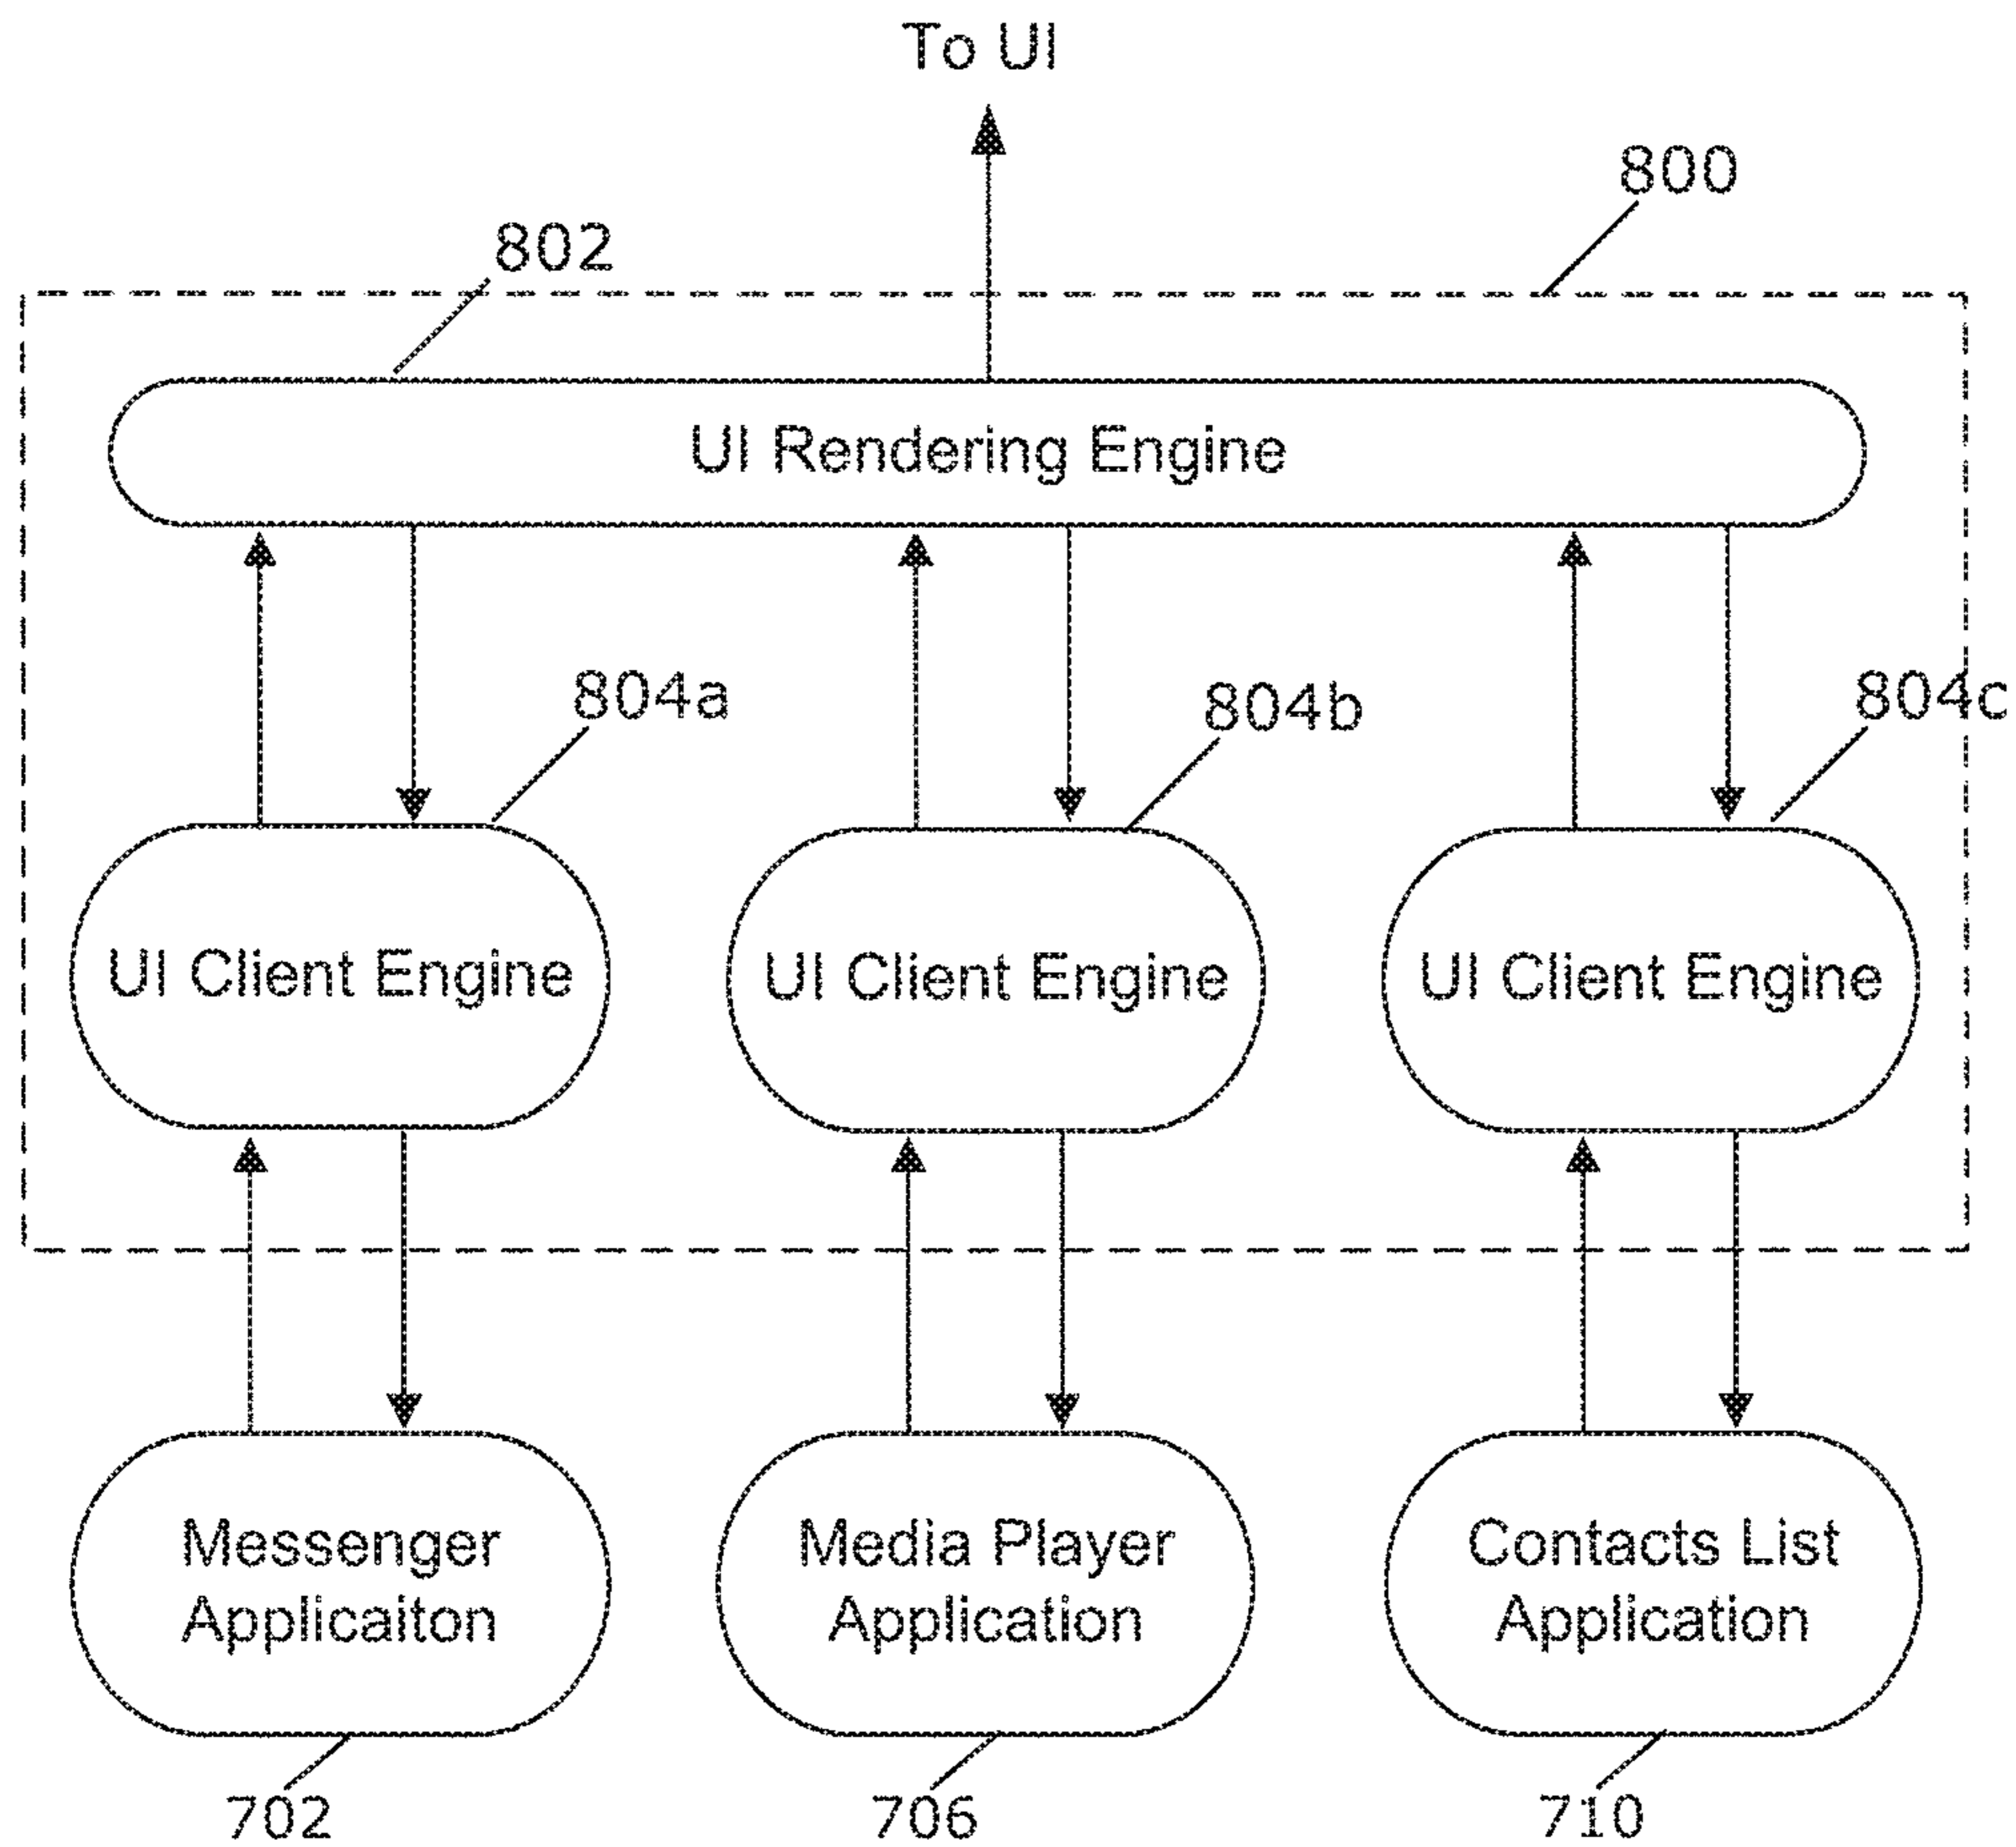 To UI
800
802
UI Rendering Engine
804a
804b
804c
UI Client Engine
UI Client Engine
UI Client Engine
Messenger
Applicaiton
Media Player
Application
Contacts List
Application
702
706
710